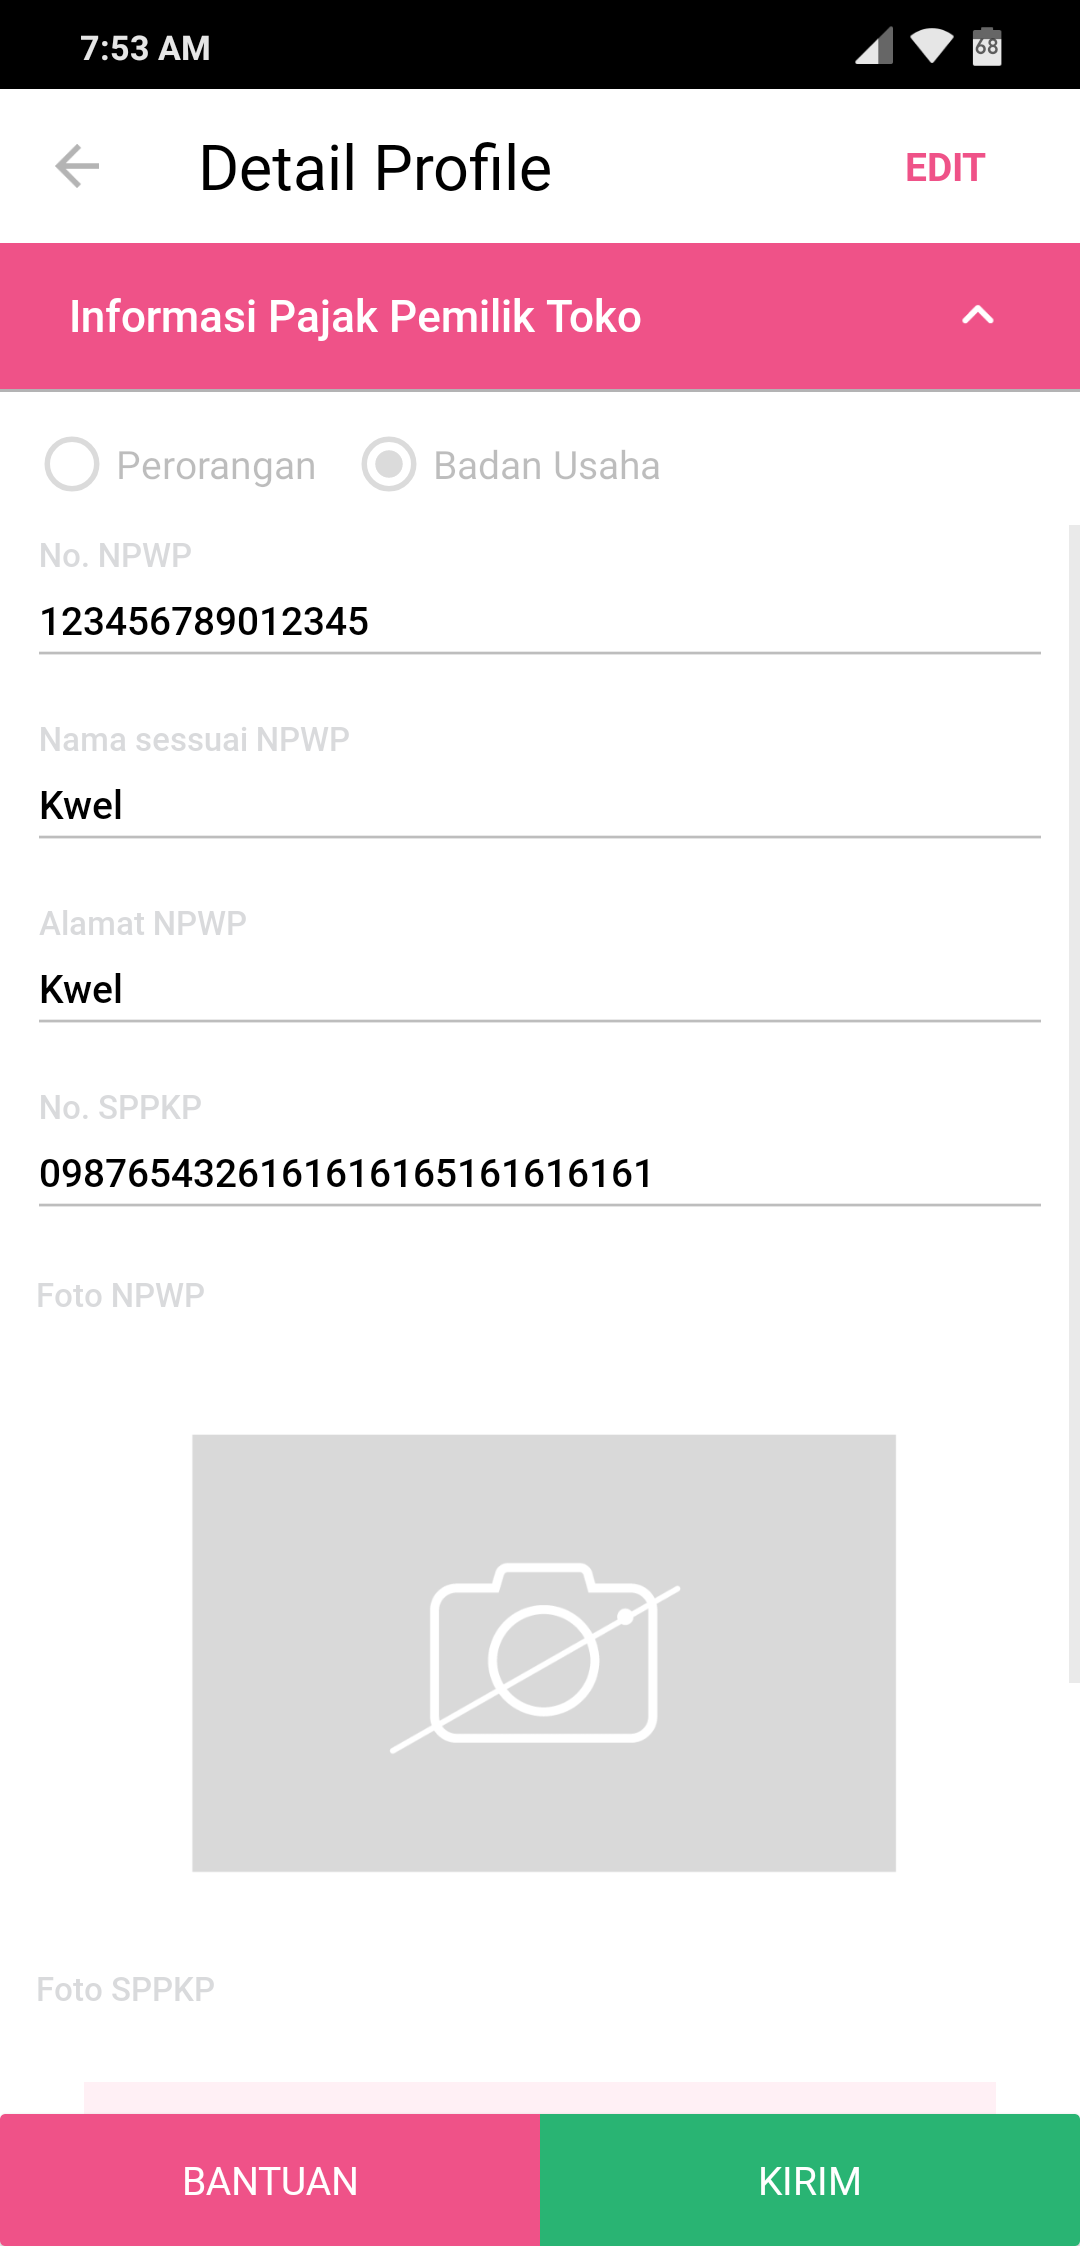 7:53 AM
68
Detail Profile
EDIT
Informasi Pajak Pemilik Toko
Perorangan
Badan Usaha
No. NPWP
123456789012345
Nama sessuai NPWP
Kwel
Alamat NPWP
Kwel
No. SPPKP
0987654326161616165161616161
Foto NPWP
Foto SPPKP
BANTUAN
KIRIM